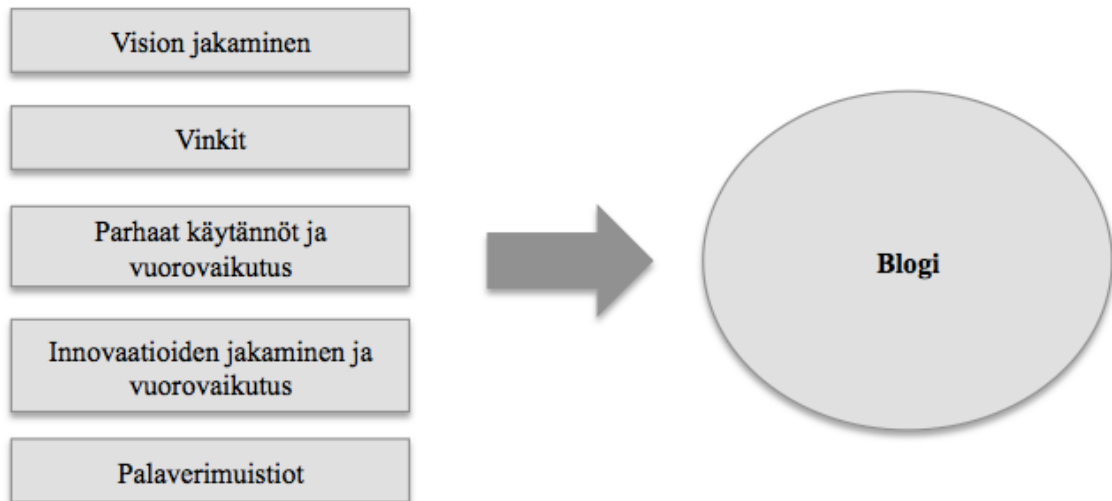 Vision jakaminen
Vinkit
Parhaat käytännöt ja
vuorovaikutus
Innovaatioiden jakaminen ja
vuorovaikutus
Palaverimuistiot
Blogi